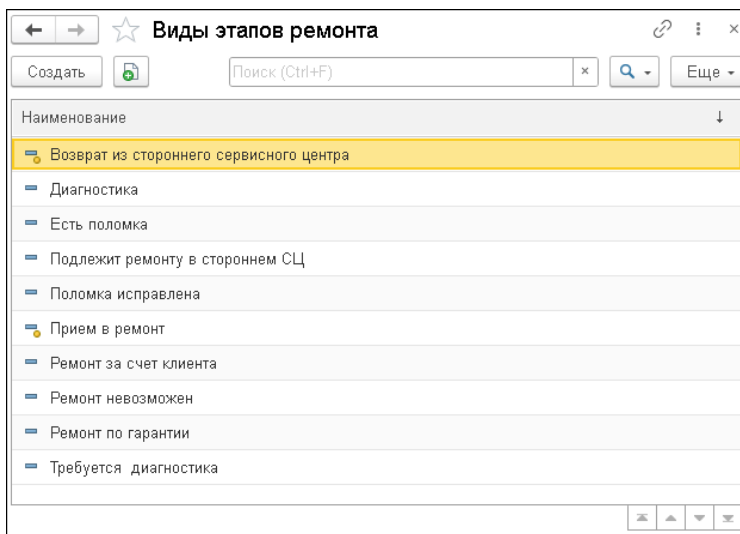 Виды этапов ремонта
Создать
Поиск (Ctrl+F)
Еще
Наименование
Возврат из стороннего сервисного центра
Диагностика
Есть поломка
Подлежит ремонту в стороннем СЦ
Поломка исправлена
Прием в ремонт
Ремонт за счет клиента
Ремонт невозможен
Ремонт по гарантии
Требуется диагностика